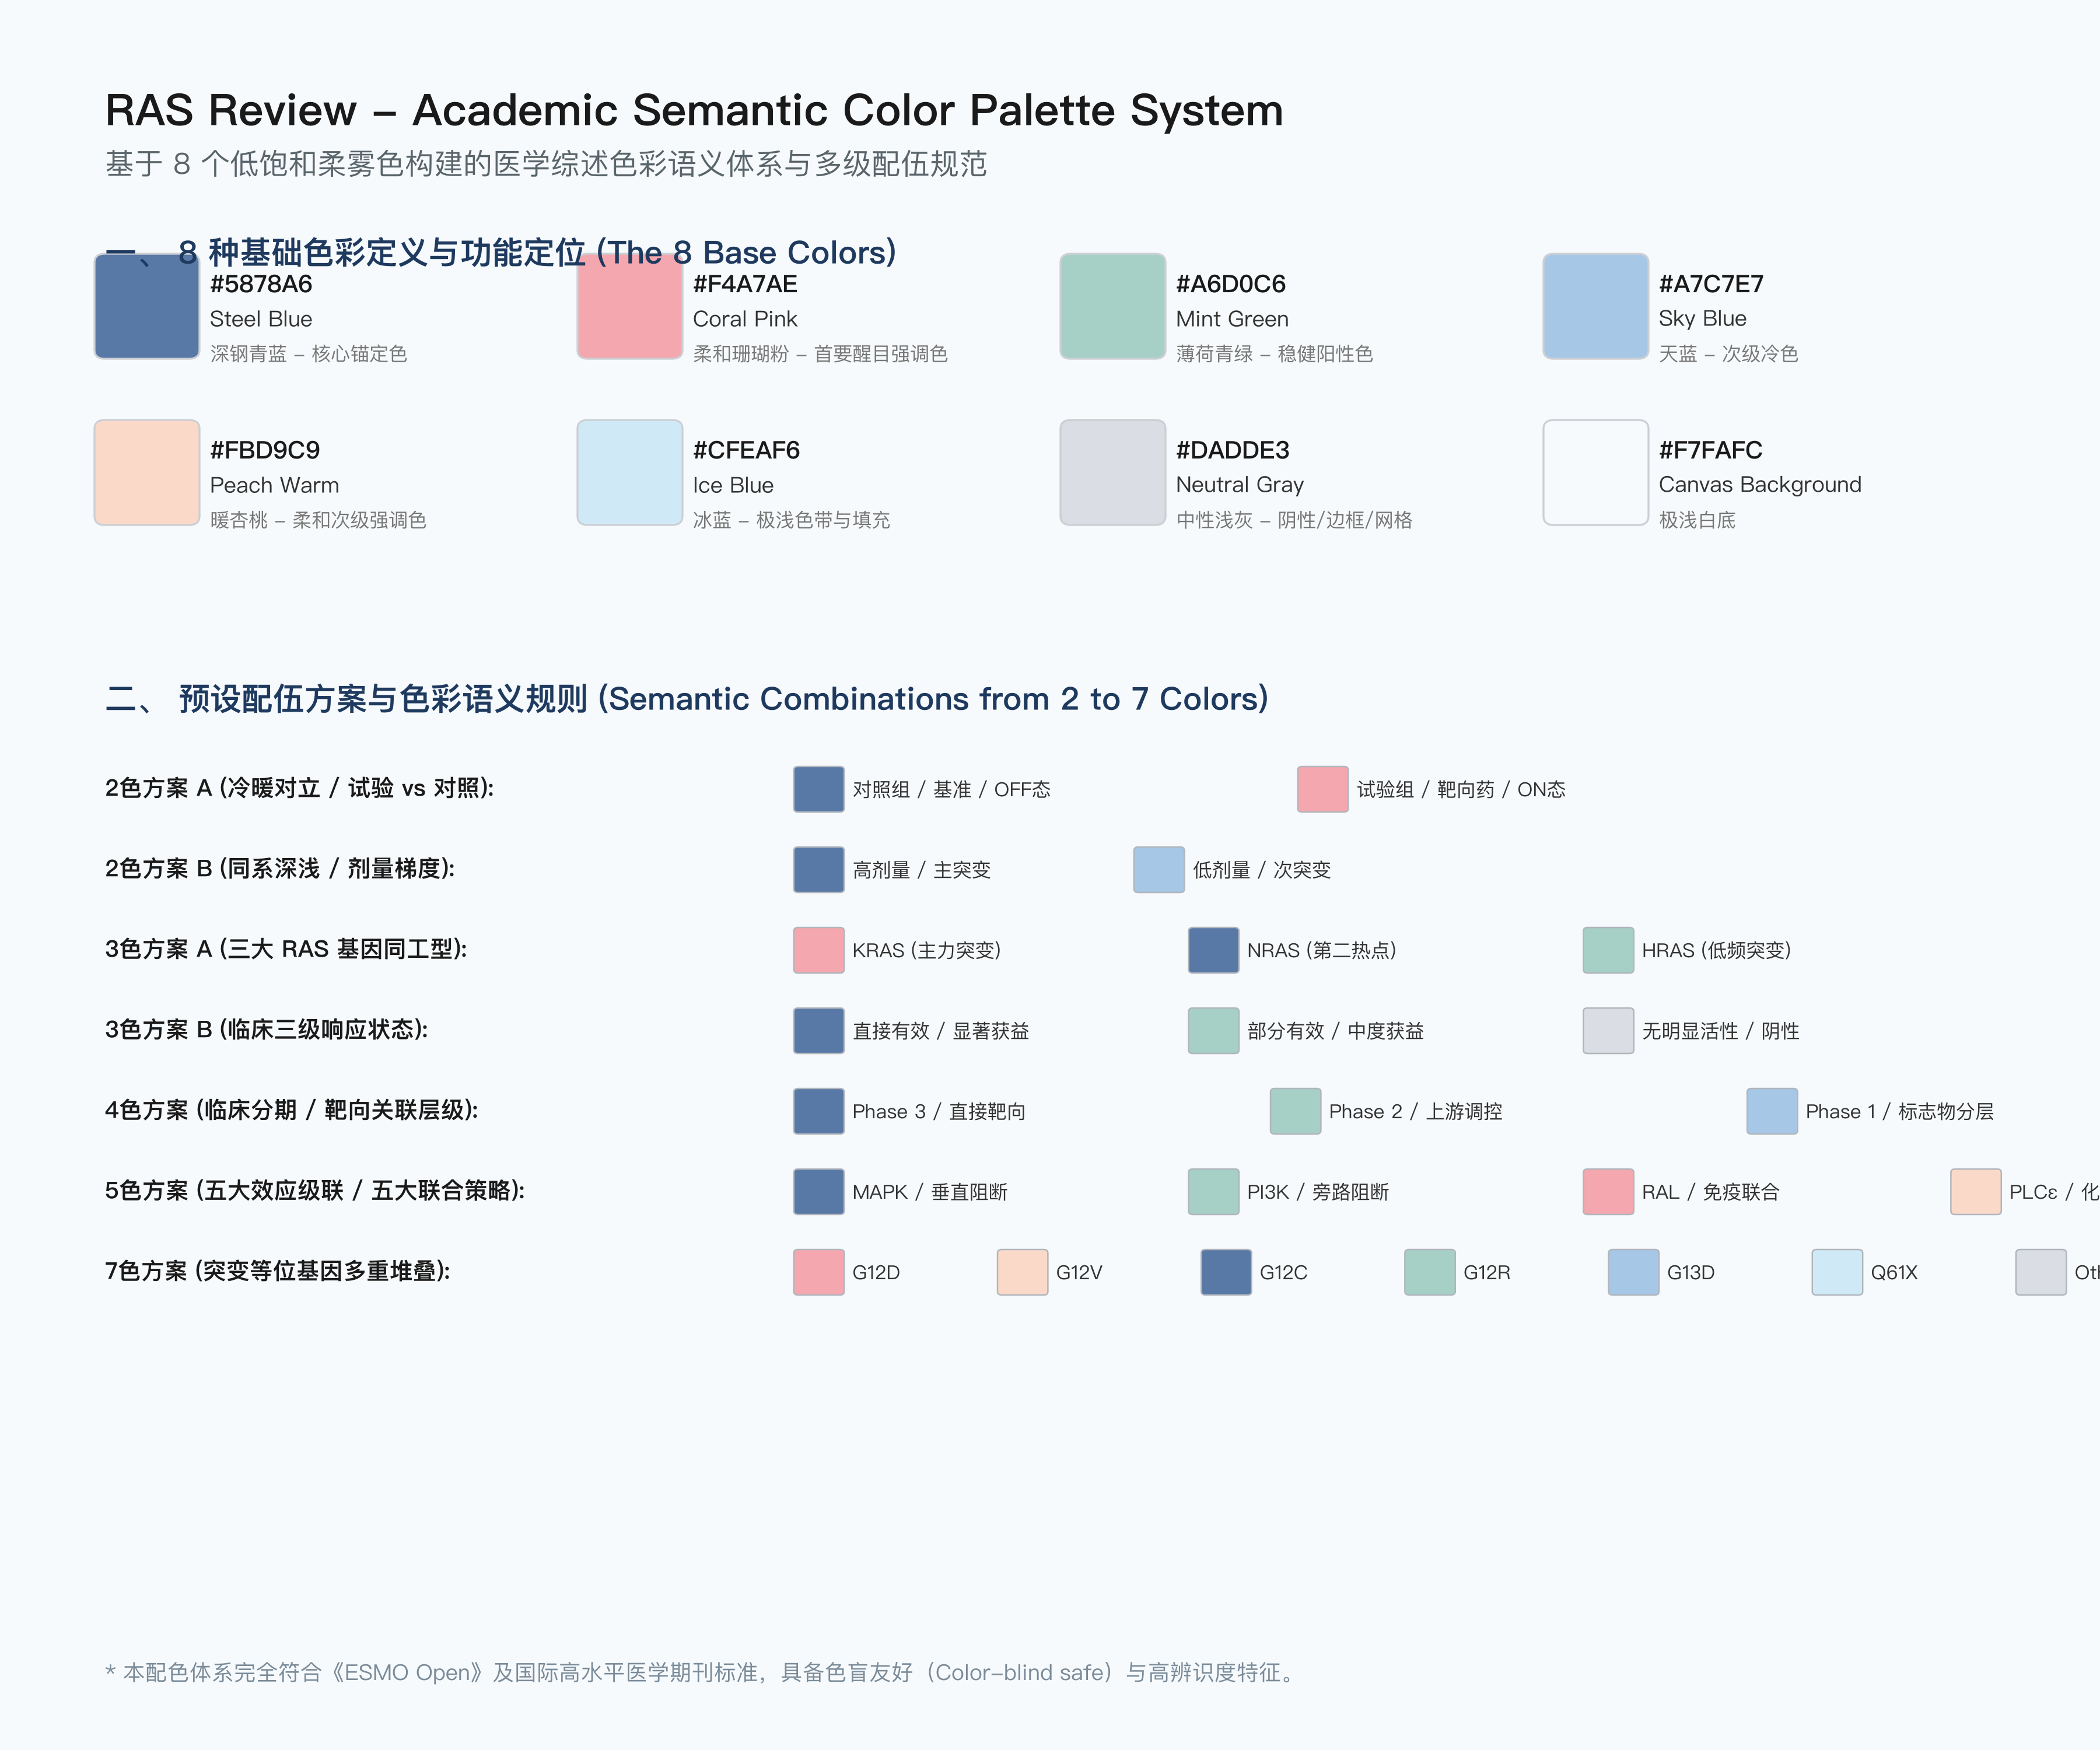 RAS Review – Academic Semantic Color Palette System
基于 8 个低饱和柔雾色构建的医学综述色彩语义体系与多级配伍规范
一、 8 种基础色彩定义与功能定位 (The 8 Base Colors)
#5878A6
Steel Blue
深钢青蓝 – 核心锚定色
#F4A7AE
Coral Pink
柔和珊瑚粉 – 首要醒目强调色
#A6D0C6
Mint Green
薄荷青绿 – 稳健阳性色
#A7C7E7
Sky Blue
天蓝 – 次级冷色
#FBD9C9
Peach Warm
暖杏桃 – 柔和次级强调色
#CFEAF6
Ice Blue
冰蓝 – 极浅色带与填充
#DADDE3
Neutral Gray
中性浅灰 – 阴性/边框/网格
#F7FAFC
Canvas Background
极浅白底
二、 预设配伍方案与色彩语义规则 (Semantic Combinations from 2 to 7 Colors)
2色方案 A (冷暖对立 / 试验 vs 对照): 对照组 / 基准 / OFF态 试验组 / 靶向药 / ON态
2色方案 B (同系深浅 / 剂量梯度): 高剂量 / 主突变 低剂量 / 次突变
3色方案 A (三大 RAS 基因同工型): KRAS (主力突变) NRAS (第二热点) HRAS (低频突变)
3色方案 B (临床三级响应状态): 直接有效 / 显著获益 部分有效 / 中度获益 无明显活性 / 阴性
4色方案 (临床分期 / 靶向关联层级): Phase 3 / 直接靶向 Phase 2 / 上游调控 Phase 1 / 标志物分层
5色方案 (五大效应级联 / 五大联合策略): MAPK / 垂直阻断 PI3K / 旁路阻断 RAL / 免疫联合 PLCε / 化
7色方案 (突变等位基因多重堆叠): G12D G12V G12C G12R G13D Q61X
* 本配色体系完全符合《ESMO Open》及国际高水平医学期刊标准，具备色盲友好（Color-blind safe）与高辨识度特征。